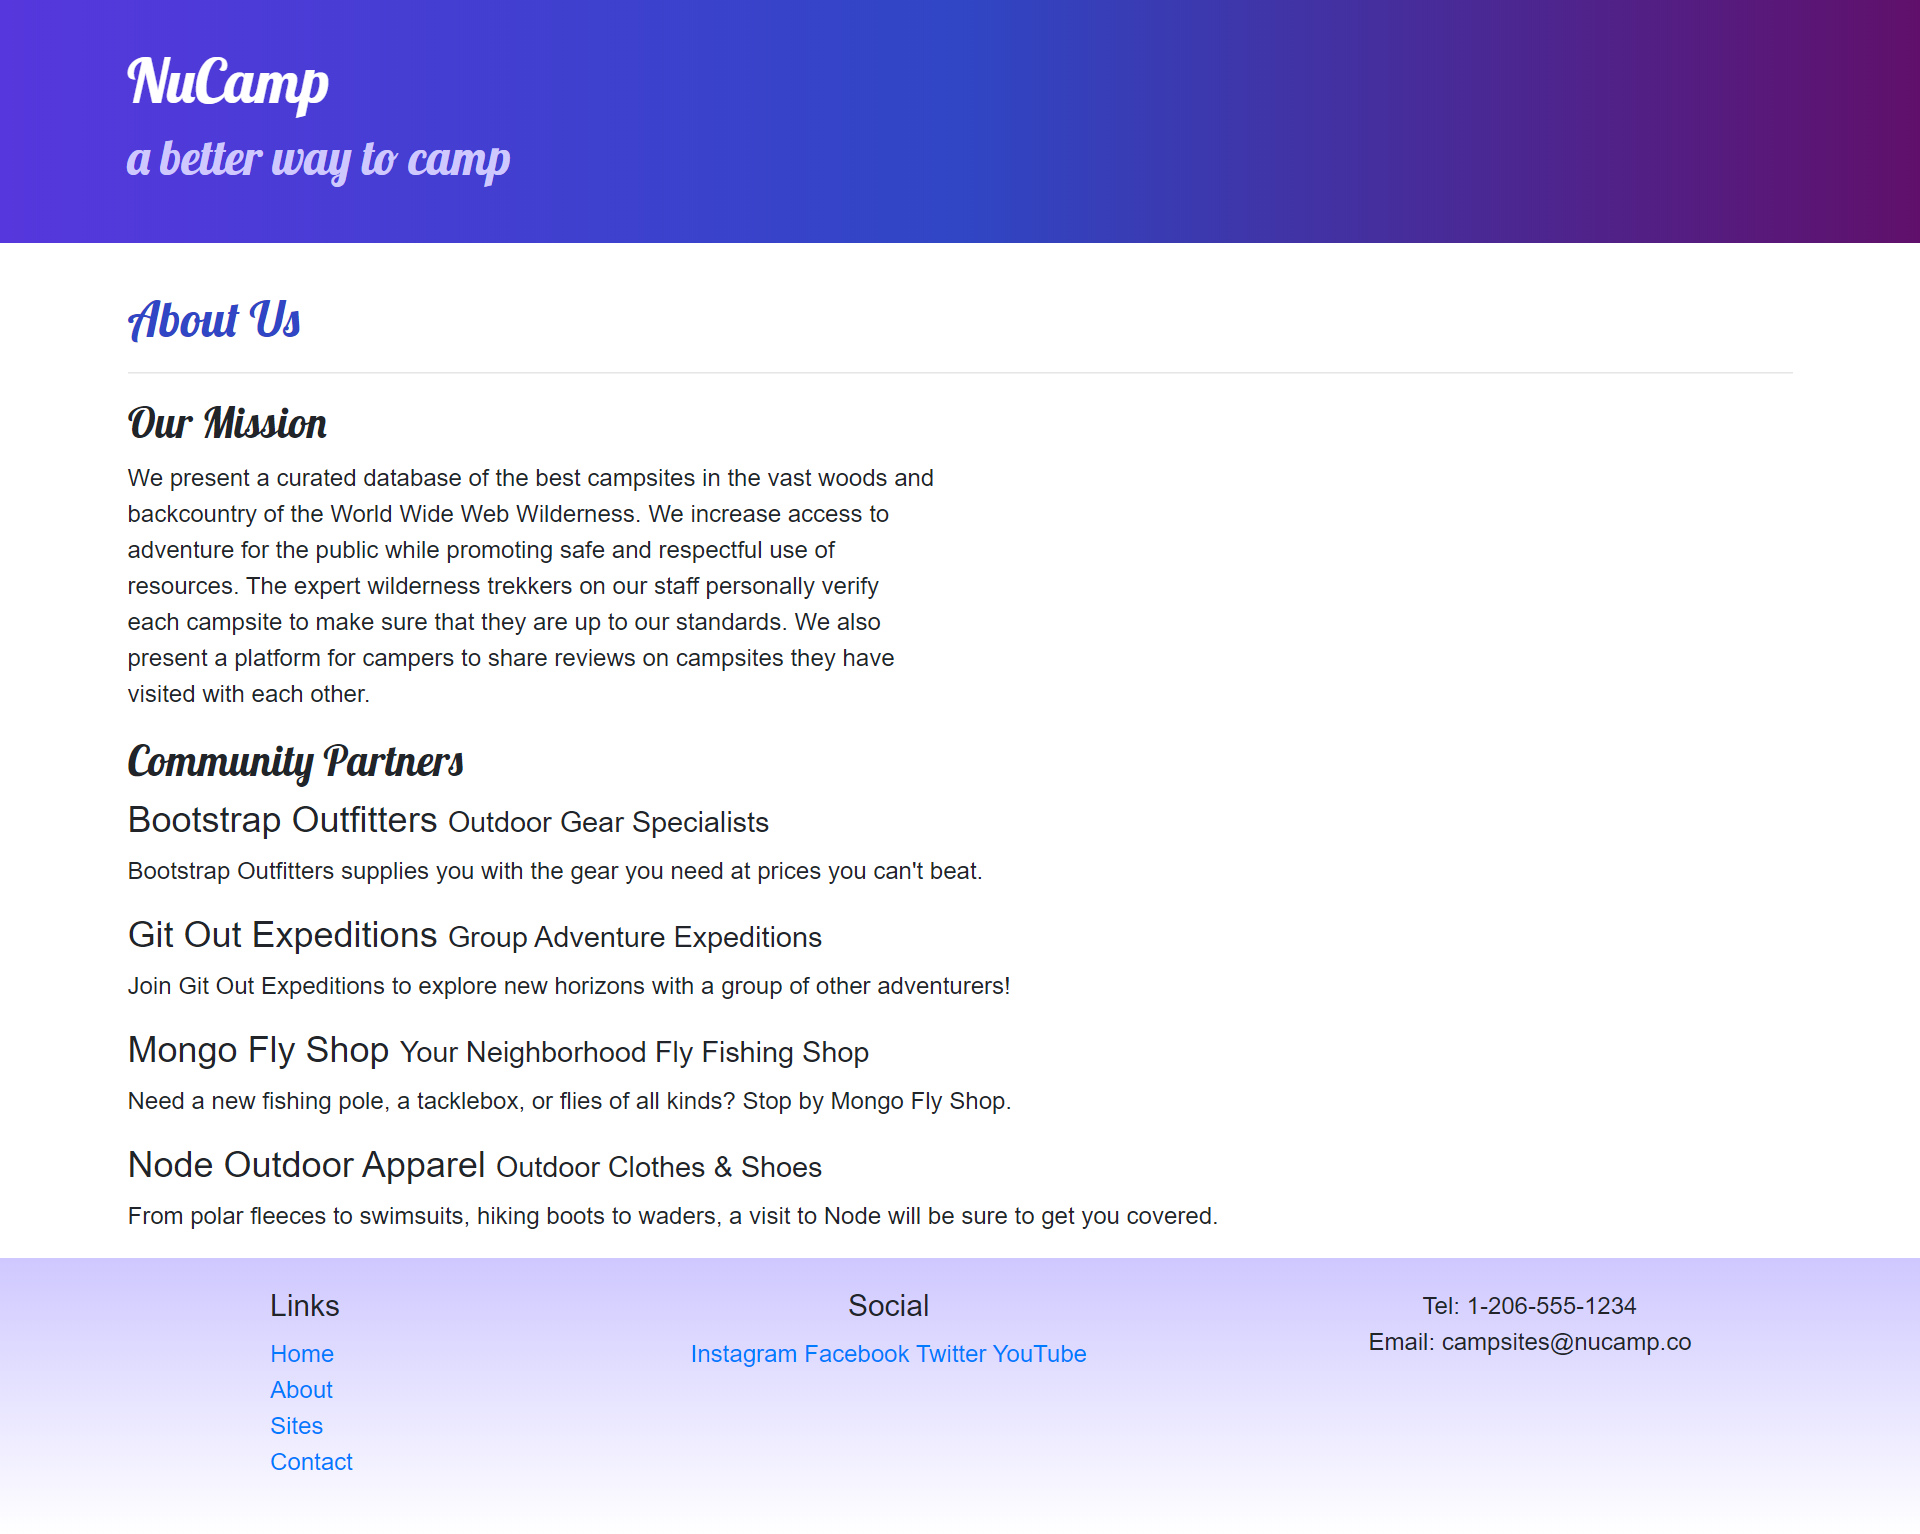 NuCamp
a better way to camp
About Us
Our Mission
We present a curated database of the best campsites in the vast woods and
backcountry of the World Wide Web Wilderness. We increase access to
adventure for the public while promoting safe and respectful use of
resources. The expert wilderness trekkers on our staff personally verify
each campsite to make sure that they are up to our standards. We also
present a platform for campers to share reviews on campsites they have
visited with each other.
Community Partners
Bootstrap Outfitters Outdoor Gear Specialists
Bootstrap Outfitters supplies you with the gear you need at prices you can't beat.
Git Out Expeditions Group Adventure Expeditions
Join Git Out Expeditions to explore new horizons with a group of other adventurers!
Mongo Fly Shop Your Neighborhood Fly Fishing Shop
Need a new fishing pole, a tacklebox, or flies of all kinds? Stop by Mongo Fly Shop.
Node Outdoor Apparel Outdoor Clothes & Shoes
From polar fleeces to swimsuits, hiking boots to waders, a visit to Node will be sure to get you covered.
Links
Home
About
Sites
Contact
Social
Instagram Facebook Twitter YouTube
Tel: 1-206-555-1234
Email: campsites@nucamp.co